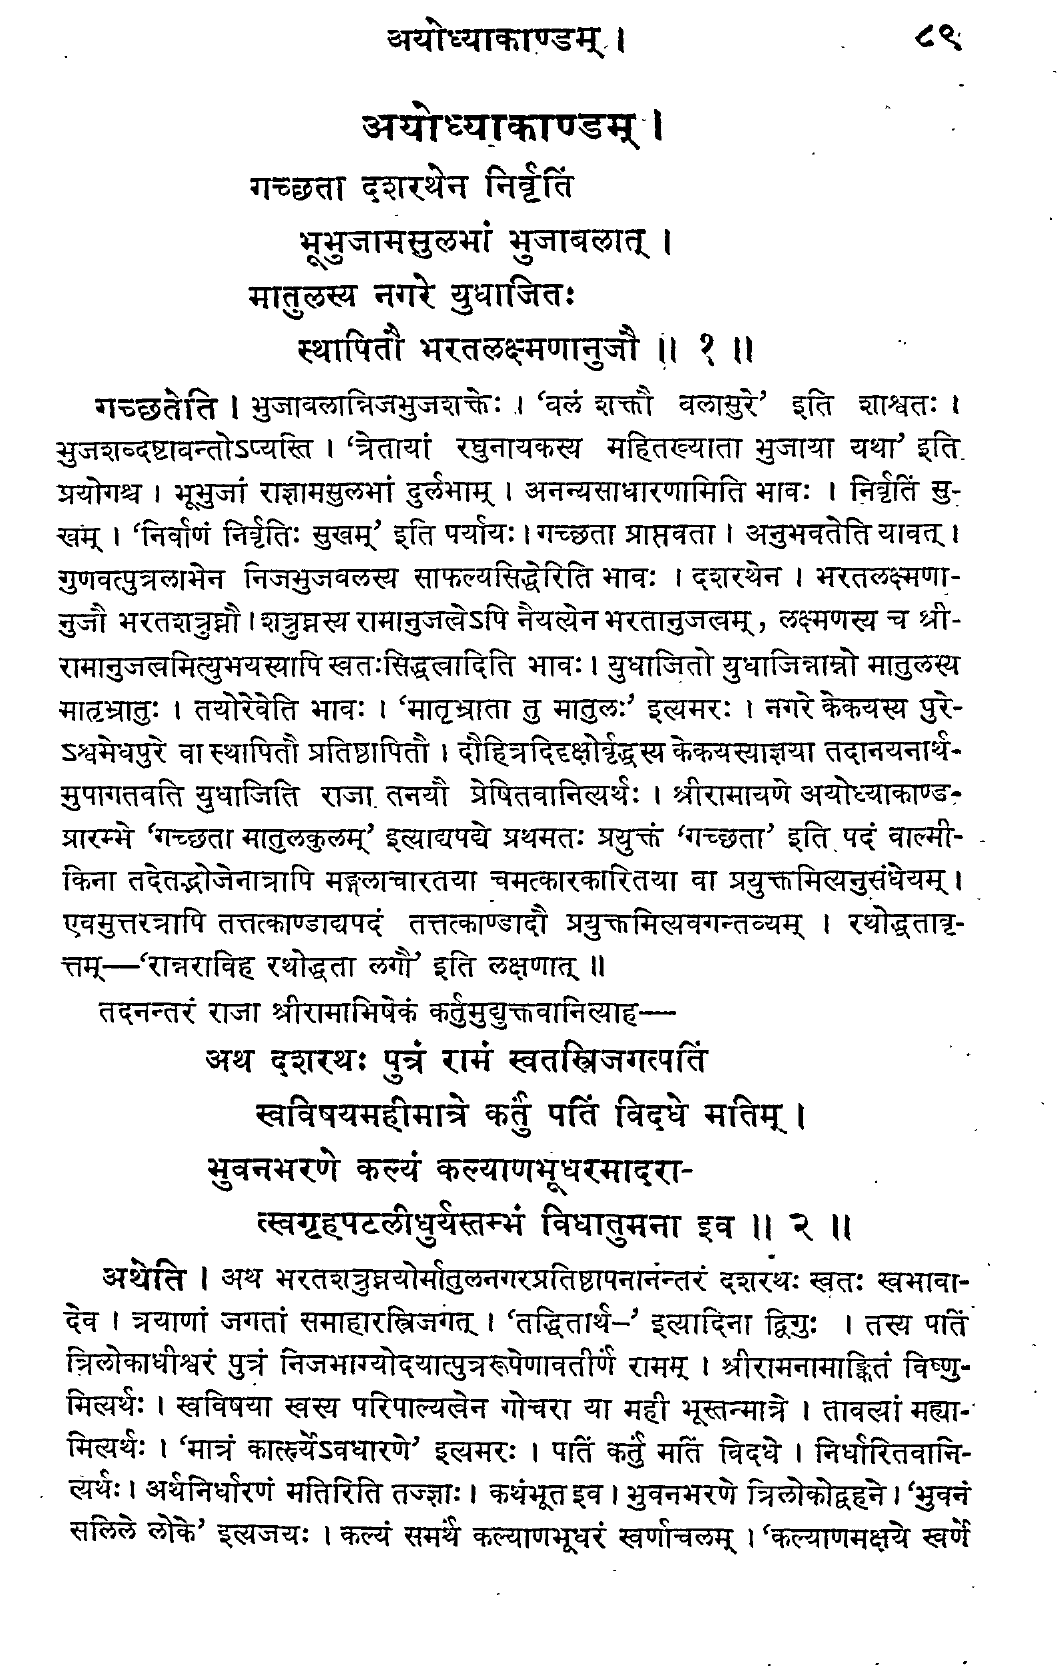 अयोध्याकाण्डम् । ८९
अयोध्याकाण्डम् ।
गच्छता दशरथेन निर्वृतिं
भूभुजामसुलभां भुजाबलात् ।
मातुलस्य नगरे युधाजितः
स्थापितौ भरतलक्ष्मणानुजौ ॥ १ ॥
गच्छतेति । भुजाबलान्निजभुजशक्तेः । ‘वलं शक्तौ वलासुरे’ इति शाश्वतः ।
भुजशब्दष्टाबन्तोऽप्यस्ति । ‘त्रेतायां रघुनायकस्य महितख्याता भुजाया यथा’ इति
प्रयोगश्च । भूभुजां राज्ञामसुलभां दुर्लभाम् । अनन्यसाधारणामिति भावः । निर्वृतिं सु-
खम् । ‘निर्वाणं निर्वृतिः सुखम्’ इति पर्यायः । गच्छता प्राप्तवता । अनुभवतेति यावत् ।
गुणवत्पुत्रलाभेन निजभुजबलस्य साफल्यसिद्धेरिति भावः । दशरथेन । भरतलक्ष्मणा-
नुजौ भरतशत्रुघ्नौ । शत्रुघ्नस्य रामानुजत्वेऽपि नैयत्येन भरतानुजत्वम्, लक्ष्मणस्य च श्री-
रामानुजत्वमित्युभयस्यापि स्वतःसिद्धत्वादिति भावः । युधाजितो युधाजिन्नाम्नो मातुलस्य
मातृभ्रातुः । तयोरेवेति भावः । ‘मातृभ्राता तु मातुलः’ इत्यमरः । नगरे केकयस्य पुरे-
ऽश्वमेधपुरे वा स्थापितौ प्रतिष्ठापितौ । दौहित्रदिदृक्षोर्वृद्धस्य केकयस्याज्ञया तदानयनार्थ-
मुपागतवति युधाजिति राजा तनयौ प्रेषितवानित्यर्थः । श्रीरामायणे अयोध्याकाण्ड-
प्रारम्भे ‘गच्छता मातुलकुलम्’ इत्याद्यपद्ये प्रथमतः प्रयुक्तं ‘गच्छता’ इति पदं वाल्मी-
किना तदेतद्भोजेनात्रापि मङ्गलाचारतया चमत्कारकारितया वा प्रयुक्तमित्यनुसंधेयम् ।
एवमुत्तरत्रापि तत्तत्काण्डाद्यपदं तत्तत्काण्डादौ प्रयुक्तमित्यवगन्तव्यम् । रथोद्धतावृ-
त्तम्—‘रान्नराविह रथोद्धता लगौ’ इति लक्षणात् ॥
तदनन्तरं राजा श्रीरामाभिषेकं कर्तुमुद्युक्तवानित्याह—
अथ दशरथः पुत्रं रामं स्वतस्त्रिजगत्पतिं
स्वविषयमहीमात्रे कर्तुं पतिं विदधे मतिम् ।
भुवनभरणे कल्यं कल्याणभूधरमादरा-
त्स्वगृहपटलीधुर्यस्तम्भं विधातुमना इव ॥ २ ॥
अथेति । अथ भरतशत्रुघ्नयोर्मातुलनगरप्रतिष्ठापनानन्तरं दशरथः स्वतः स्वभावा-
देव । त्रयाणां जगतां समाहारस्त्रिजगत् । ‘तद्धितार्थ–’ इत्यादिना द्विगुः । तस्य पतिं
त्रिलोकाधीश्वरं पुत्रं निजभाग्योदयात्पुत्ररूपेणावतीर्णं रामम् । श्रीरामनामाङ्कितं विष्णु-
मित्यर्थः । स्वविषया स्वस्य परिपाल्यत्वेन गोचरा या मही भूस्तन्मात्रे । तावत्यां मह्या-
मित्यर्थः । ‘मात्रं कार्त्स्न्येऽवधारणे’ इत्यमरः । पतिं कर्तुं मतिं विदधे । निर्धारितवानि-
त्यर्थः । अर्थनिर्धारणं मतिरिति तज्ज्ञाः । कथंभूत इव । भुवनभरणे त्रिलोकोद्वहने । ‘भुवनं
सलिले लोके’ इत्यजयः । कल्यं समर्थं कल्याणभूधरं स्वर्णाचलम् । ‘कल्याणमक्षये स्वर्णे